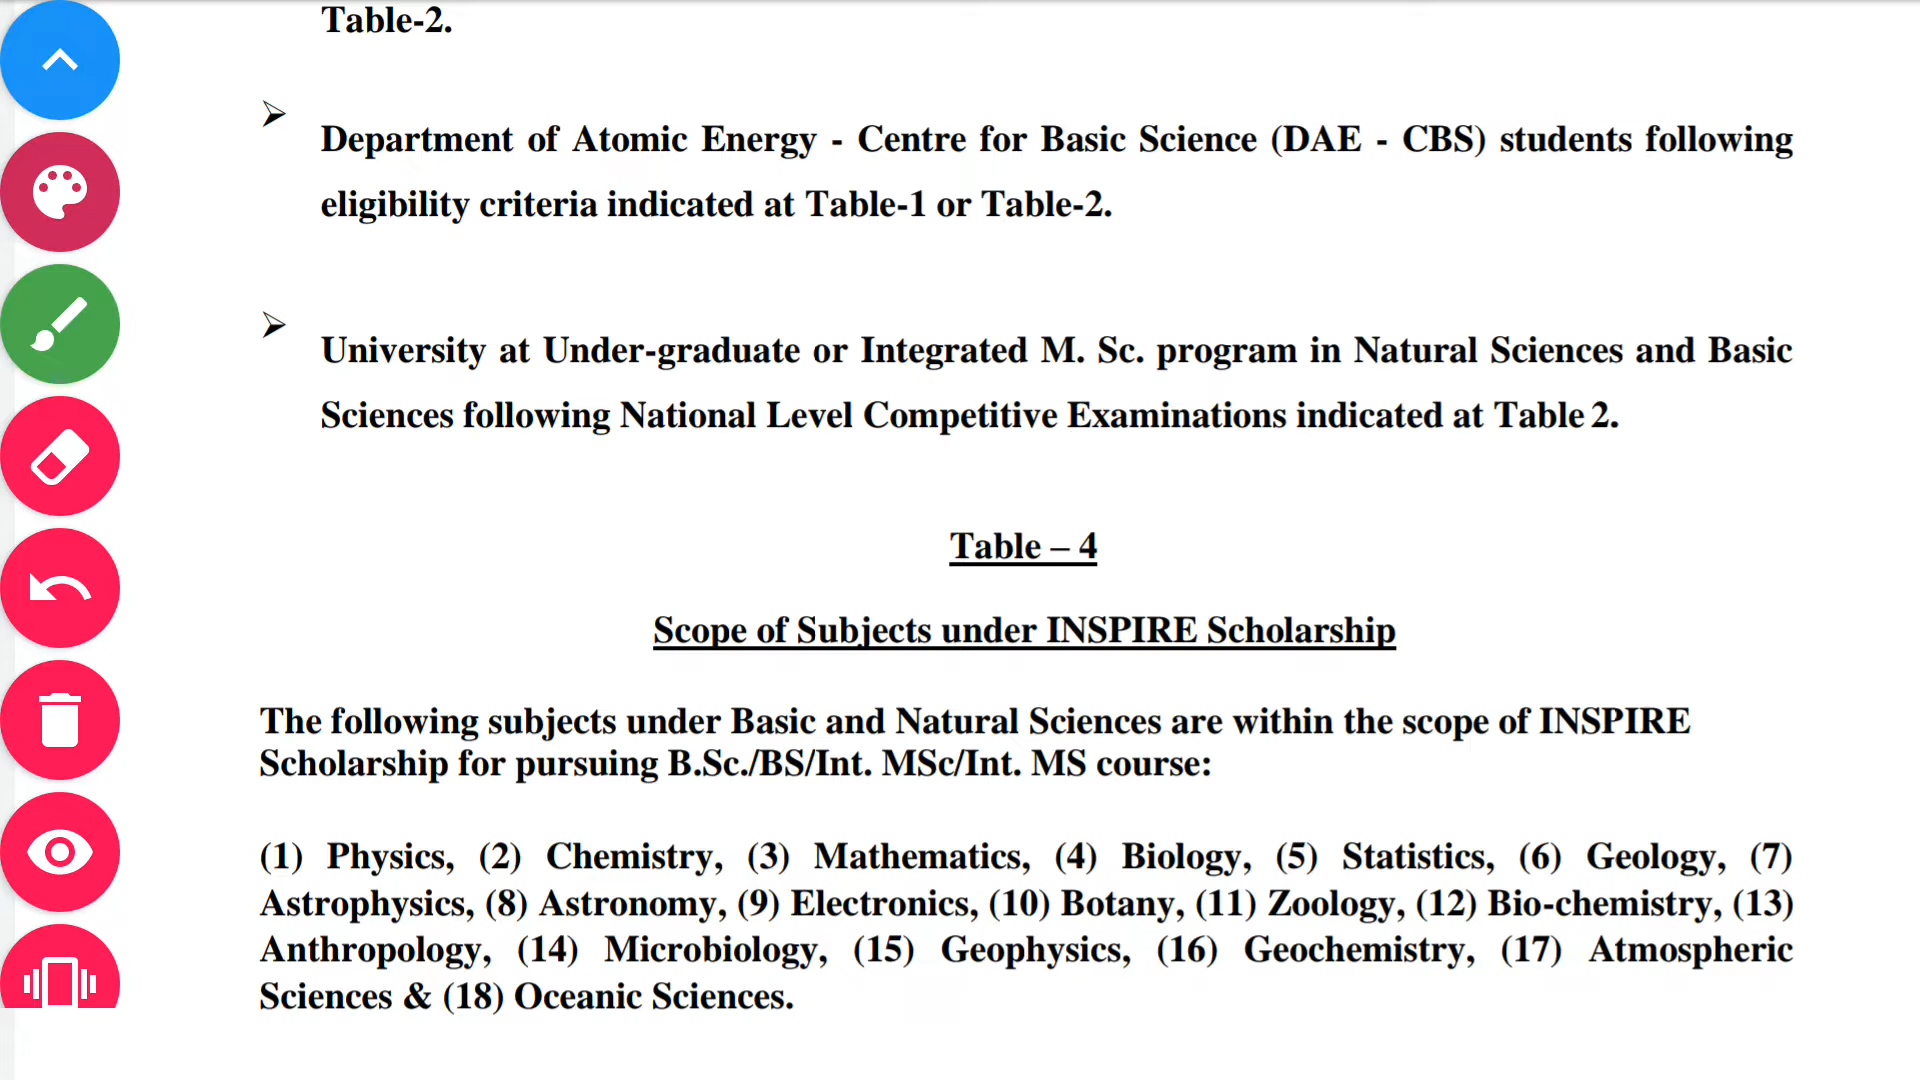 Table-2.
➢
Department of Atomic Energy - Centre for Basic Science (DAE - CBS) students following
eligibility criteria indicated at Table-1 or Table-2.
➢
University at Under-graduate or Integrated M. Sc. program in Natural Sciences and Basic
Sciences following National Level Competitive Examinations indicated at Table 2.
Table – 4
Scope of Subjects under INSPIRE Scholarship
The following subjects under Basic and Natural Sciences are within the scope of INSPIRE
Scholarship for pursuing B.Sc./BS/Int. MSc/Int. MS course:
(1) Physics, (2) Chemistry, (3) Mathematics, (4) Biology, (5) Statistics, (6) Geology, (7)
Astrophysics, (8) Astronomy, (9) Electronics, (10) Botany, (11) Zoology, (12) Bio-chemistry, (13)
Anthropology, (14) Microbiology, (15) Geophysics, (16) Geochemistry, (17) Atmospheric
Sciences & (18) Oceanic Sciences.